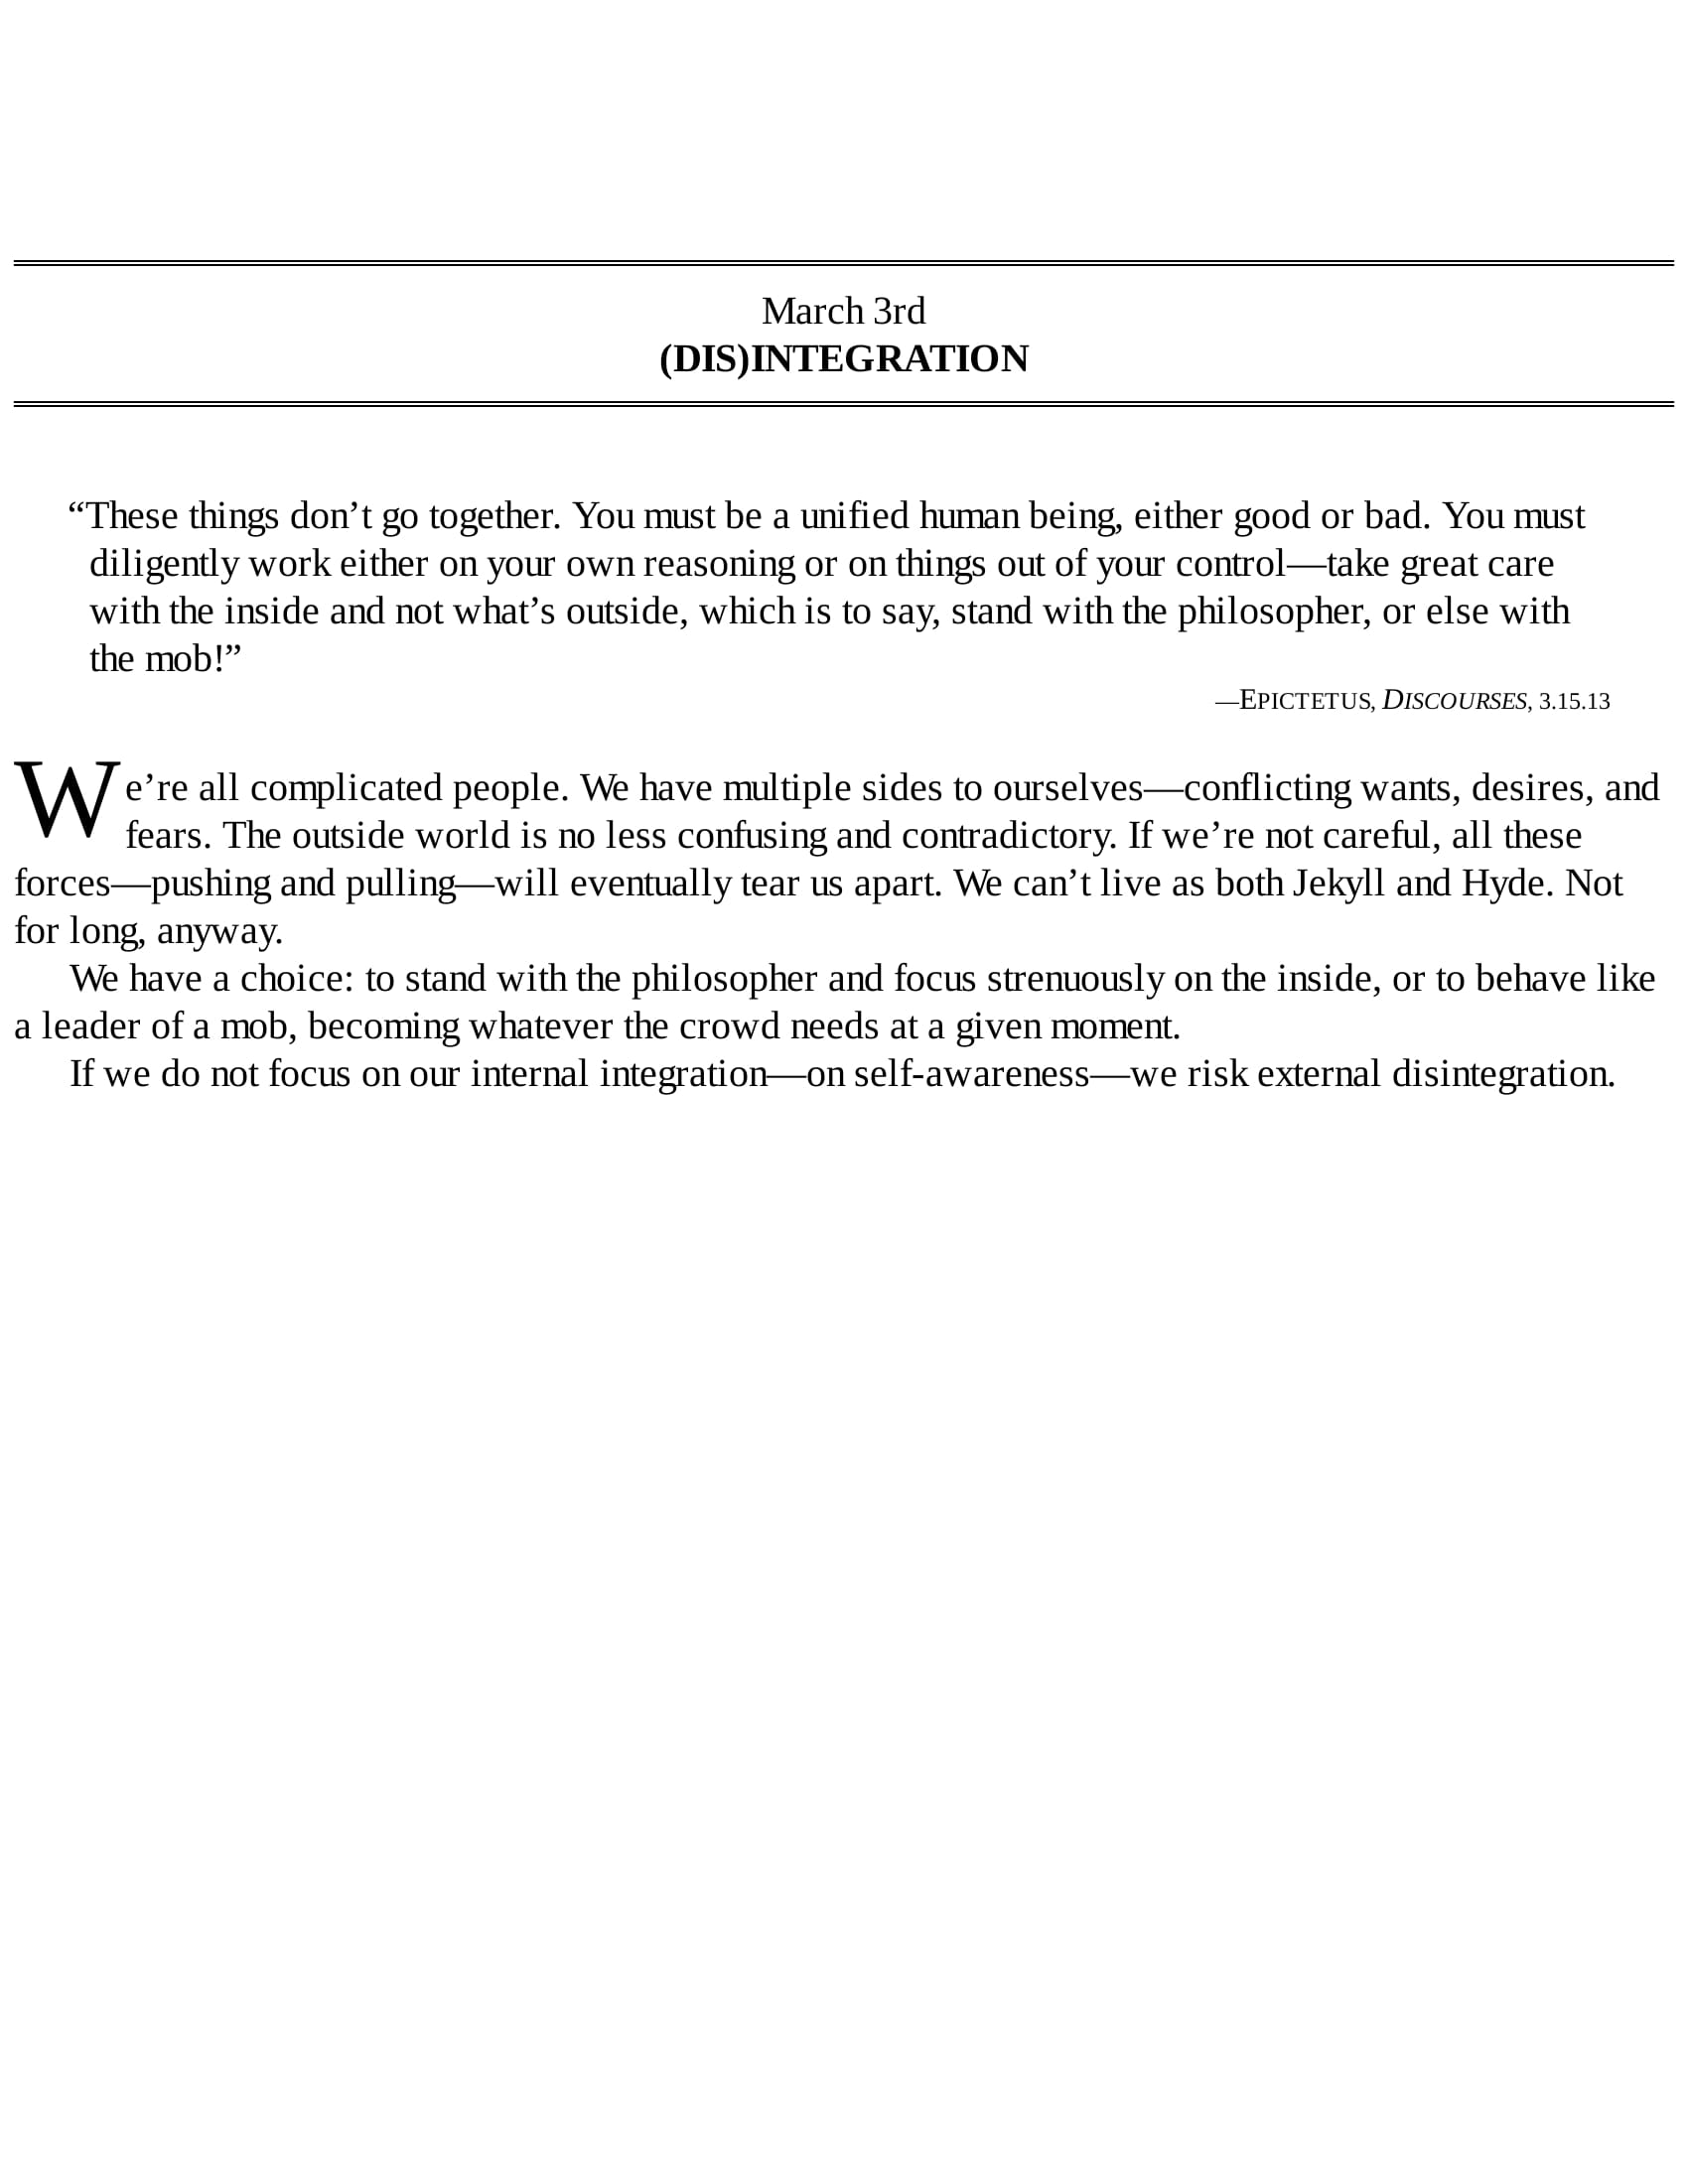 March 3rd
(DIS)INTEGRATION
“These things don’t go together. You must be a unified human being, either good or bad. You must
diligently work either on your own reasoning or on things out of your control—take great care
with the inside and not what’s outside, which is to say, stand with the philosopher, or else with
the mob!”
—EPICTETUS, DISCOURSES, 3.15.13
We’re all complicated people. We have multiple sides to ourselves—conflicting wants, desires, and
fears. The outside world is no less confusing and contradictory. If we’re not careful, all these
forces—pushing and pulling—will eventually tear us apart. We can’t live as both Jekyll and Hyde. Not
for long, anyway.
We have a choice: to stand with the philosopher and focus strenuously on the inside, or to behave like
a leader of a mob, becoming whatever the crowd needs at a given moment.
If we do not focus on our internal integration—on self-awareness—we risk external disintegration.